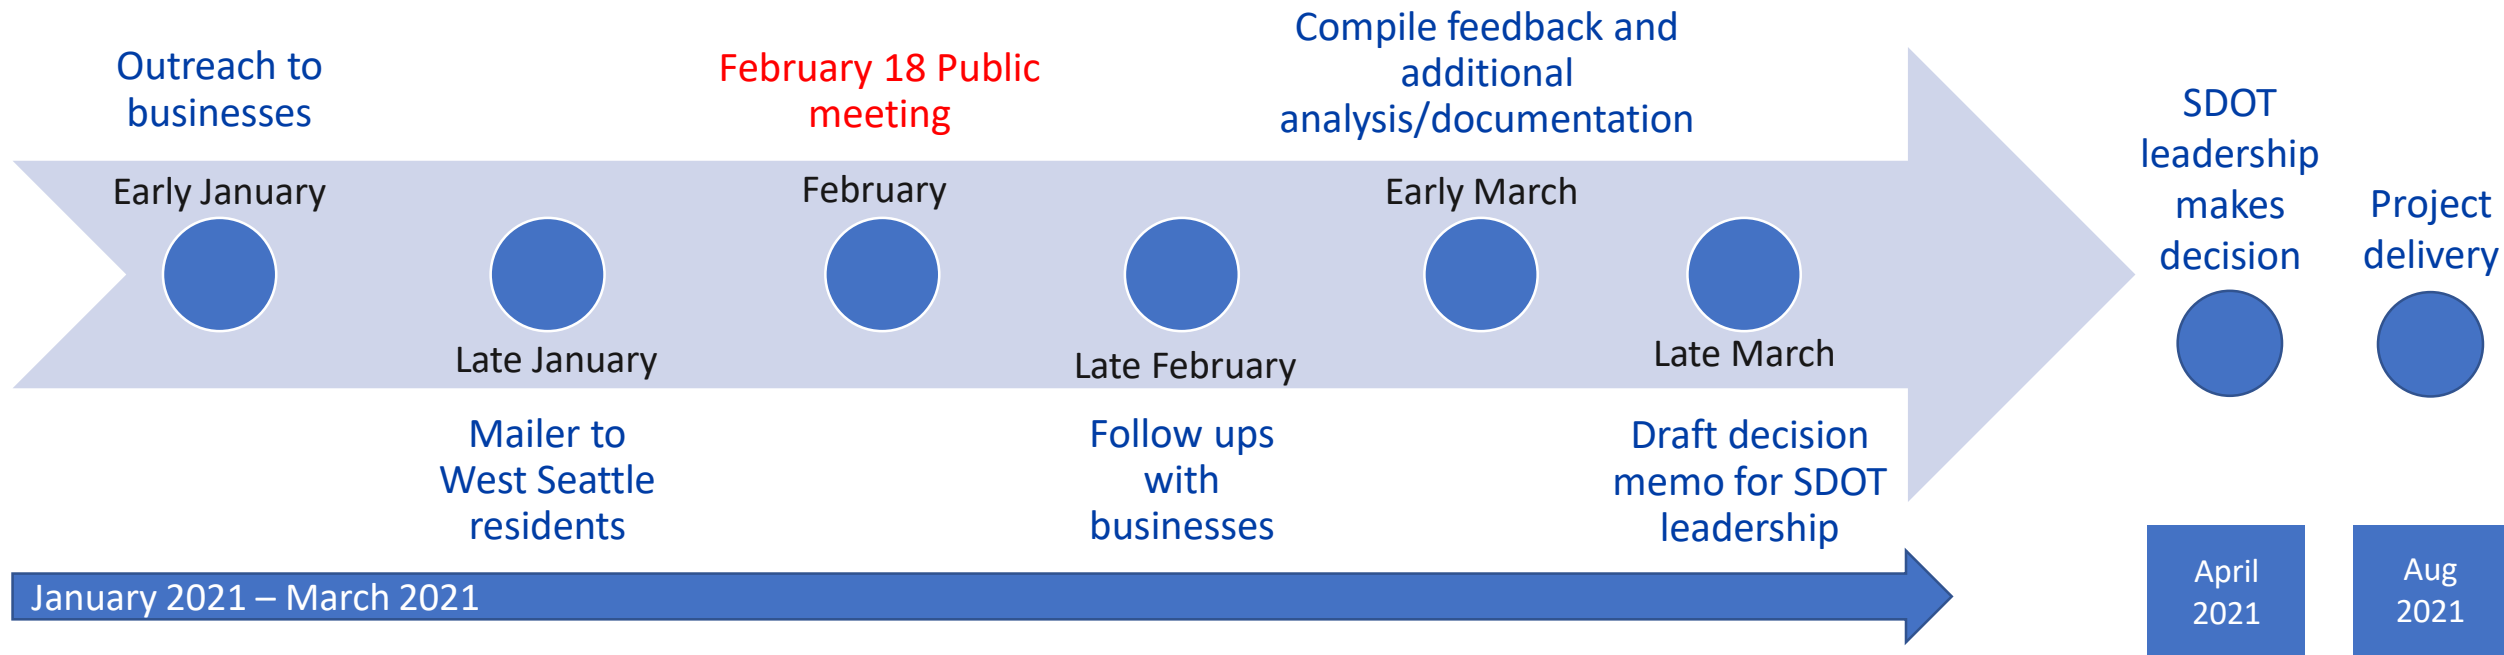 Outreach to
businesses
Early January
Late January
Mailer to
West Seattle
residents
February 18 Public
meeting
February
Late February
Follow ups
with
businesses
Compile feedback and
additional
analysis/documentation
Early March
Late March
Draft decision
memo for SDOT
leadership
SDOT
leadership
makes
decision
Project
delivery
January 2021 – March 2021
April
2021
Aug
2021